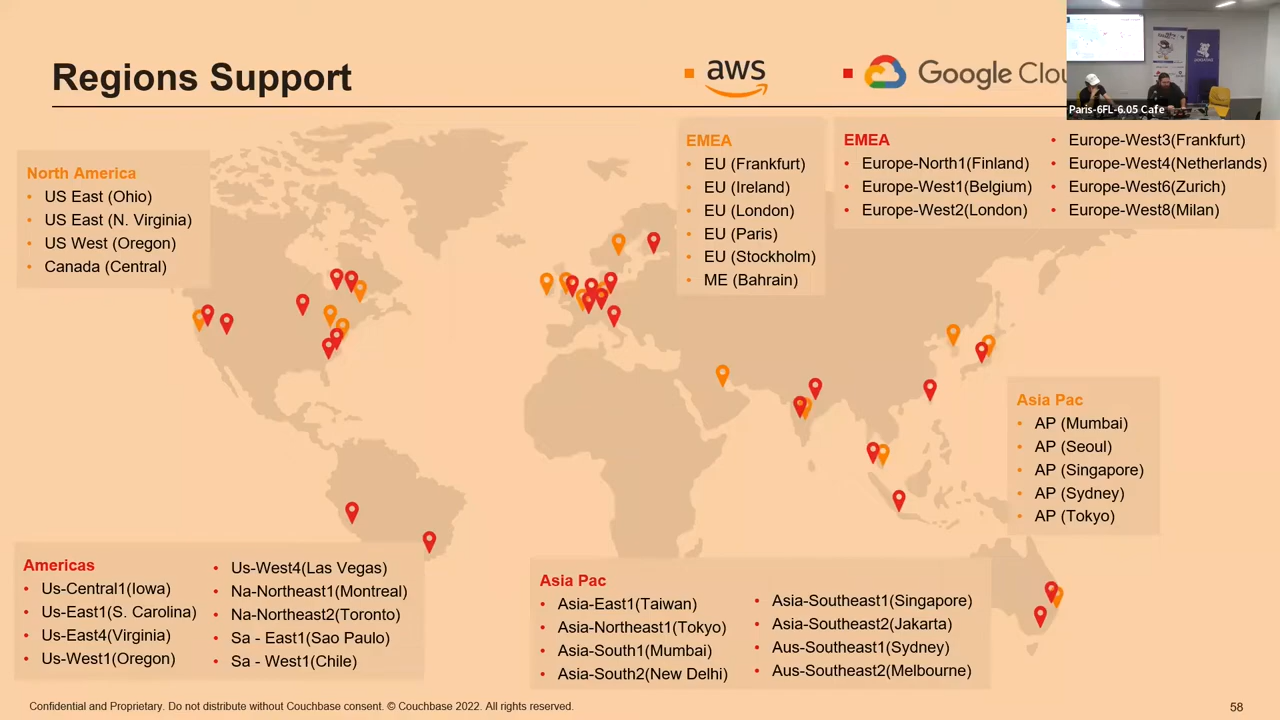 Regions Support
aws
Google Clou
Paris-6FL-6.05 Cafe
North America
US East (Ohio)
US East (N. Virginia)
US West (Oregon)
Canada (Central)
EMEA
EU (Frankfurt)
EU (Ireland)
EU (London)
EU (Paris)
EU (Stockholm)
ME (Bahrain)
EMEA
Europe-North1(Finland)
Europe-West1(Belgium)
Europe-West2(London)
Europe-West3(Frankfurt)
Europe-West4(Netherlands)
Europe-West6(Zurich)
Europe-West8(Milan)
Asia Pac
AP (Mumbai)
AP (Seoul)
AP (Singapore)
AP (Sydney)
AP (Tokyo)
Americas
Us-Central1(Iowa)
Us-East1(S. Carolina)
Us-East4(Virginia)
Us-West1(Oregon)
Us-West4(Las Vegas)
Na-Northeast1(Montreal)
Na-Northeast2(Toronto)
Sa - East1(Sao Paulo)
Sa - West1(Chile)
Asia Pac
Asia-East1(Taiwan)
Asia-Northeast1(Tokyo)
Asia-South1(Mumbai)
Asia-South2(New Delhi)
Asia-Southeast1(Singapore)
Asia-Southeast2(Jakarta)
Aus-Southeast1(Sydney)
Aus-Southeast2(Melbourne)
Confidential and Proprietary. Do not distribute without Couchbase consent. © Couchbase 2022. All rights reserved.
58